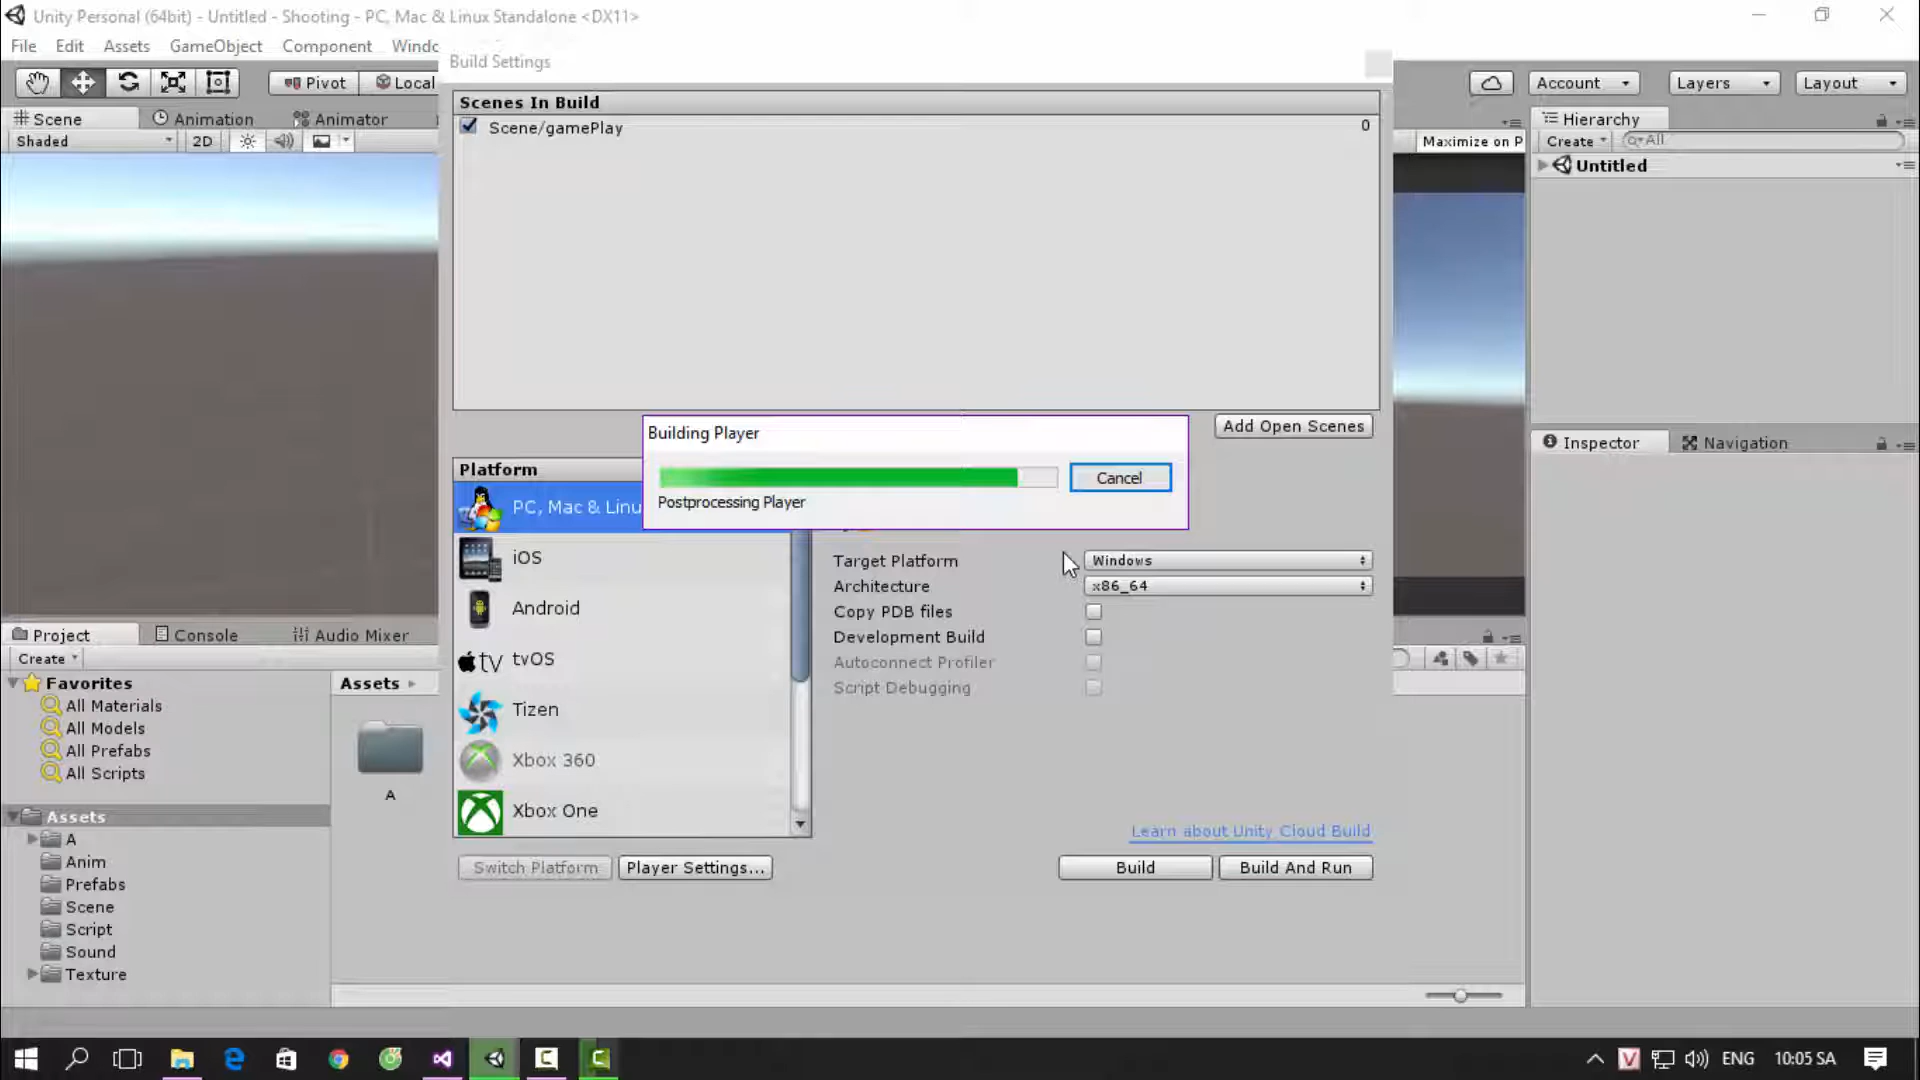 Unity Personal (64bit) - Untitled - Shooting - PC, Mac & Linux Standalone <DX11>
File Edit Assets GameObject Component Windo
Build Settings
Pivot Local
Account Layers Layout
Scenes In Build
Scene Animation Animator
Scene/gamePlay 0
Shaded 2D
Maximize on P
Hierarchy
Create All
Untitled
Add Open Scenes
Building Player
Cancel
Postprocessing Player
Inspector Navigation
Platform
PC, Mac & Linu
iOS
Android
tvOS
Tizen
Xbox 360
Xbox One
Target Platform Windows
Architecture x86_64
Copy PDB files
Development Build
Autoconnect Profiler
Script Debugging
Learn about Unity Cloud Build
Switch Platform Player Settings... Build Build And Run
Project Console Audio Mixer
Create
Favorites
All Materials
All Models
All Prefabs
All Scripts
Assets
A
Assets
A
Anim
Prefabs
Scene
Script
Sound
Texture
ENG 10:05 SA